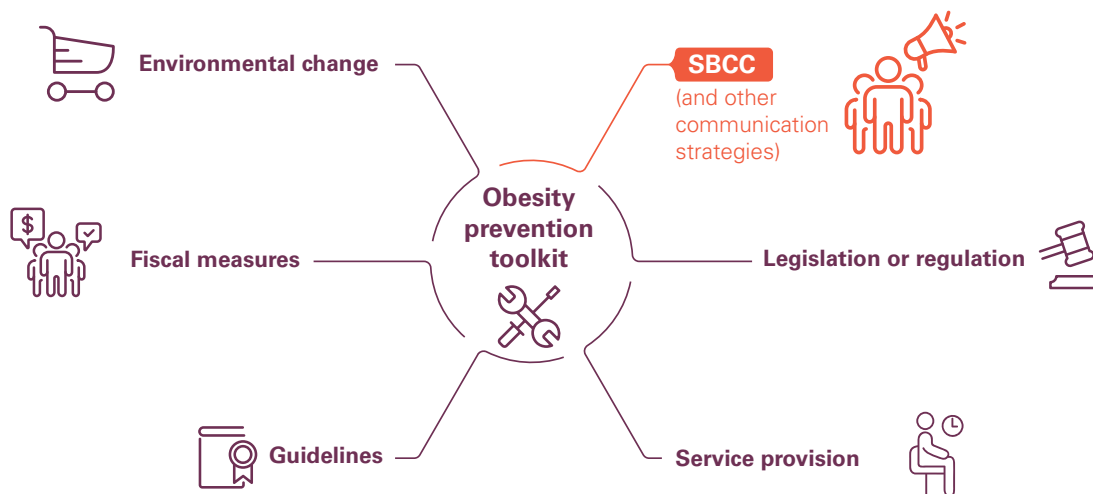 Environmental change
SBCC
(and other
communication
strategies)
Obesity
prevention
toolkit
$
Fiscal measures
Legislation or regulation
Guidelines
Service provision